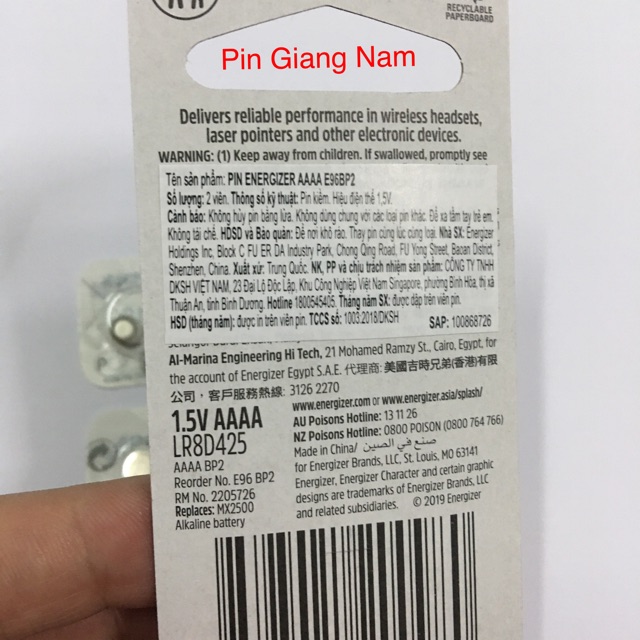 RECYCLABLE
PAPERBOARD
Pin Giang Nam
Delivers reliable performance in wireless headsets,
laser pointers and other electronic devices.
WARNING: (1) Keep away from children. If swallowed, promptly see
Tên sản phẩm: PIN ENERGIZER AAAA E96BP2
Số lượng: 2 viên. Thông số kỹ thuật: Pin kiềm. Hiệu điện thế 1,5V.
Cảnh báo: Không hủy pin bằng lửa. Không dùng chung với các loại pin khác. Để xa tầm tay trẻ em.
Không tái chế. HDSD và Bảo quản: Để nơi khô ráo. Thay pin cùng lúc cùng loại. Nhà SX: Energizer
Holdings Inc, Block C FU ER DA Industry Park, Chong Qing Road, FU Yong Street, Baoan District,
Shenzhen, China. Xuất xứ: Trung Quốc. NK, PP và chịu trách nhiệm sản phẩm: CÔNG TY TNHH
DKSH VIỆT NAM, 23 Đại Lộ Độc Lập, Khu Công Nghiệp Việt Nam Singapore, phường Bình Hòa, thị xã
Thuận An, tỉnh Bình Dương. Hotline 1800545405. Tháng năm SX: được dập trên viên pin.
HSD (tháng năm): được in trên viên pin. TCCS số: 1003:2018/DKSH SAP: 100868726
Al-Marina Engineering Hi Tech, 21 Mohamed Ramzy St., Cairo, Egypt, for
the account of Energizer Egypt S.A.E. 代理商: 美國吉時兄弟(香港)有限
公司, 客戶服務熱線: 3126 2270
1.5V AAAA
LR8D425
AAAA BP2
Reorder No. E96 BP2
RM No. 2205726
Replaces: MX2500
Alkaline battery
www.energizer.com or www.energizer.asia/splash/
AU Poisons Hotline: 13 11 26
NZ Poisons Hotline: 0800 POISON (0800 764 766)
Made in China/ صنع في الصين
for Energizer Brands, LLC, St. Louis, MO 63141
Energizer, Energizer Character and certain graphic
designs are trademarks of Energizer Brands, LLC
and related subsidiaries. © 2019 Energizer